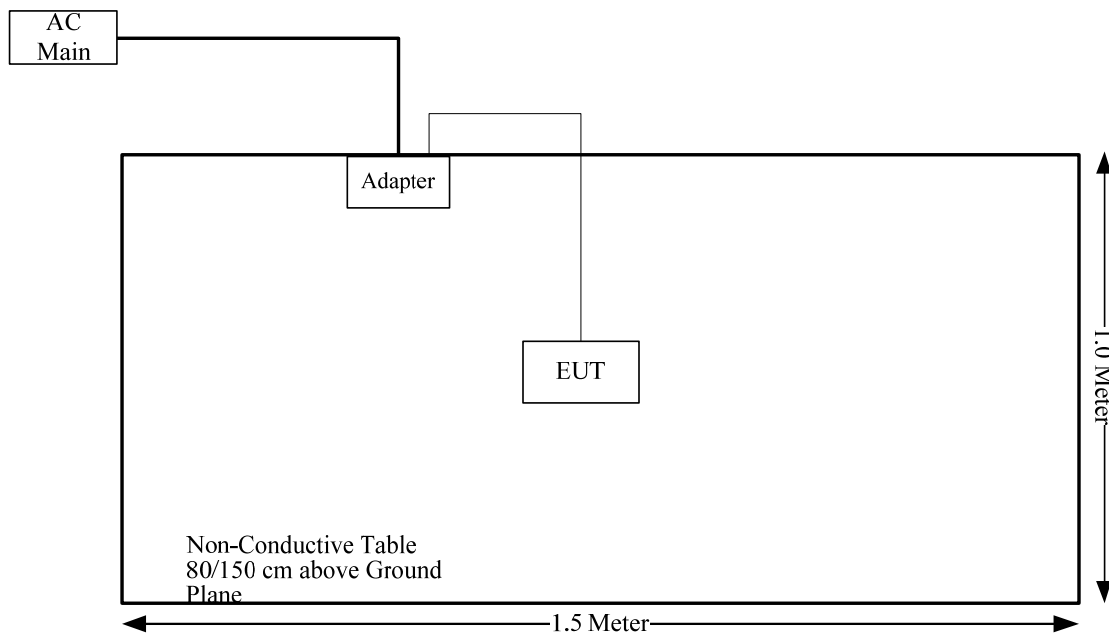 AC
Main
Adapter
EUT
1.0 Meter
Non-Conductive Table
80/150 cm above Ground
Plane
1.5 Meter